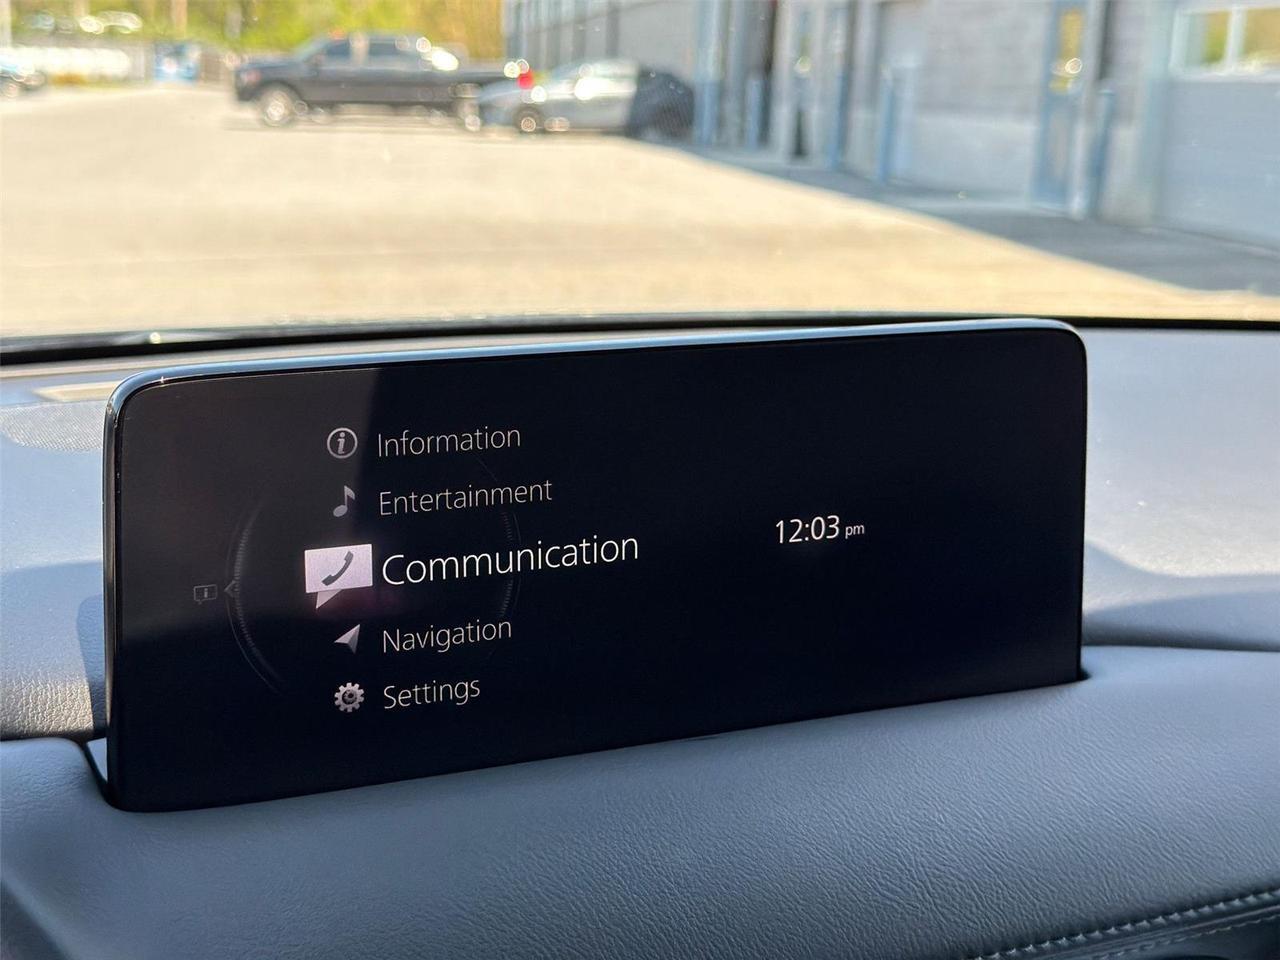 Information
Entertainment
Communication
12:03 pm
Navigation
Settings